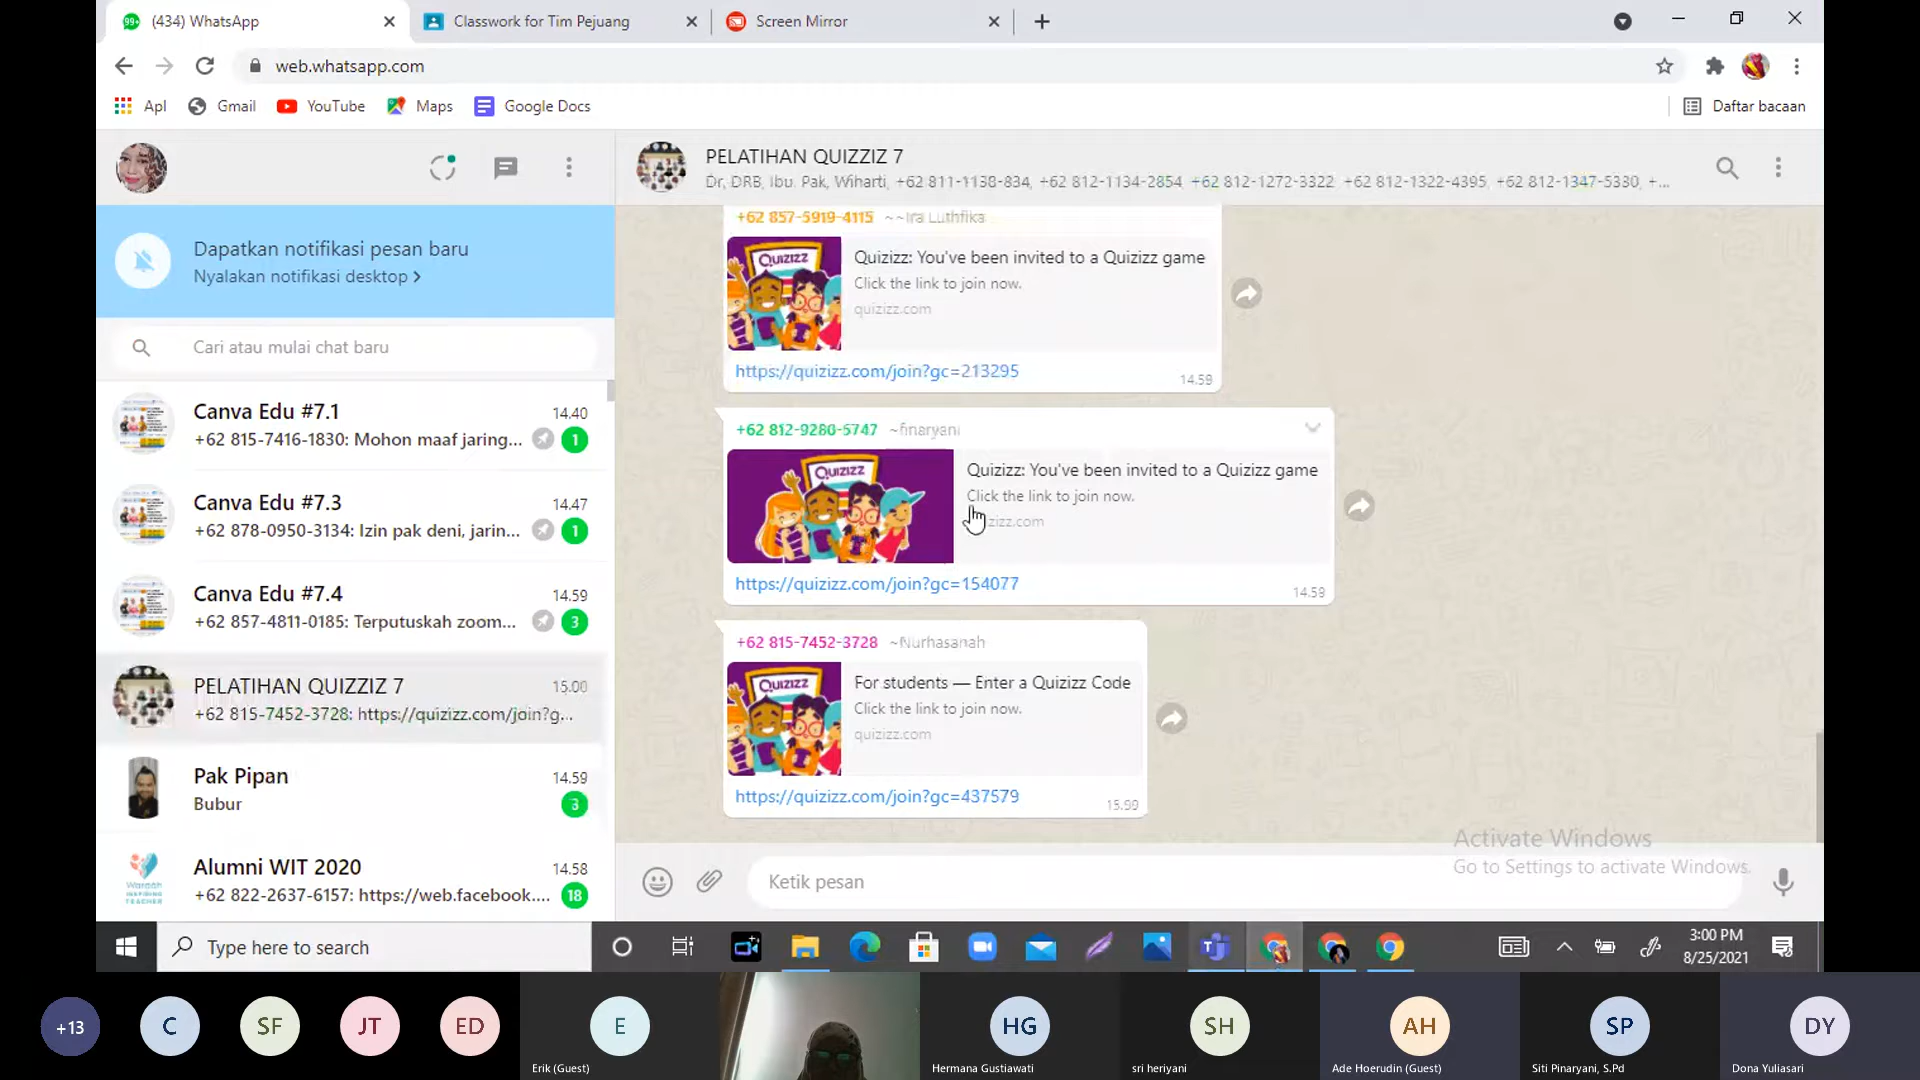 (434) WhatsApp
Classwork for Tim Pejuang
Screen Mirror
web.whatsapp.com
Apl
Gmail
YouTube
Maps
Google Docs
Daftar bacaan
PELATIHAN QUIZZIZ 7
Dr, DRB, Ibu. Pak, Wiharti, +62 811-1138-834, +62 812-1134-2854, +62 812-1272-3322, +62 812-1322-4395, +62 812-1347-5330, +...
Dapatkan notifikasi pesan baru
Nyalakan notifikasi desktop >
Cari atau mulai chat baru
Canva Edu #7.1
14.40
+62 815-7416-1830: Mohon maaf jaring...
1
Canva Edu #7.3
14.47
+62 878-0950-3134: Izin pak deni, jarin...
1
Canva Edu #7.4
14.59
+62 857-4811-0185: Terputuskah zoom...
3
PELATIHAN QUIZZIZ 7
15.00
+62 815-7452-3728: https://quizizz.com/join?g...
Pak Pipan
14.59
Bubur
3
Alumni WIT 2020
14.58
+62 822-2637-6157: https://web.facebook....
18
+62 857-5919-4115 ~~Ira Luthfika
Quizizz
Quizizz: You've been invited to a Quizizz game
Click the link to join now.
quizizz.com
https://quizizz.com/join?gc=213295
14.59
+62 812-9280-5747 ~finaryani
Quizizz
Quizizz: You've been invited to a Quizizz game
Click the link to join now.
zizz.com
https://quizizz.com/join?gc=154077
14.59
+62 815-7452-3728 ~Nurhasanah
Quizizz
For students — Enter a Quizizz Code
Click the link to join now.
quizizz.com
https://quizizz.com/join?gc=437579
Activate Windows
Go to Settings to activate Windows.
Ketik pesan
Type here to search
3:00 PM
8/25/2021
+13
C
SF
JT
ED
E
HG
SH
AH
SP
DY
Erik (Guest)
Hermana Gustiawati
sri heriyani
Ade Hoerudin (Guest)
Siti Pinaryani, S.Pd
Dona Yuliasari